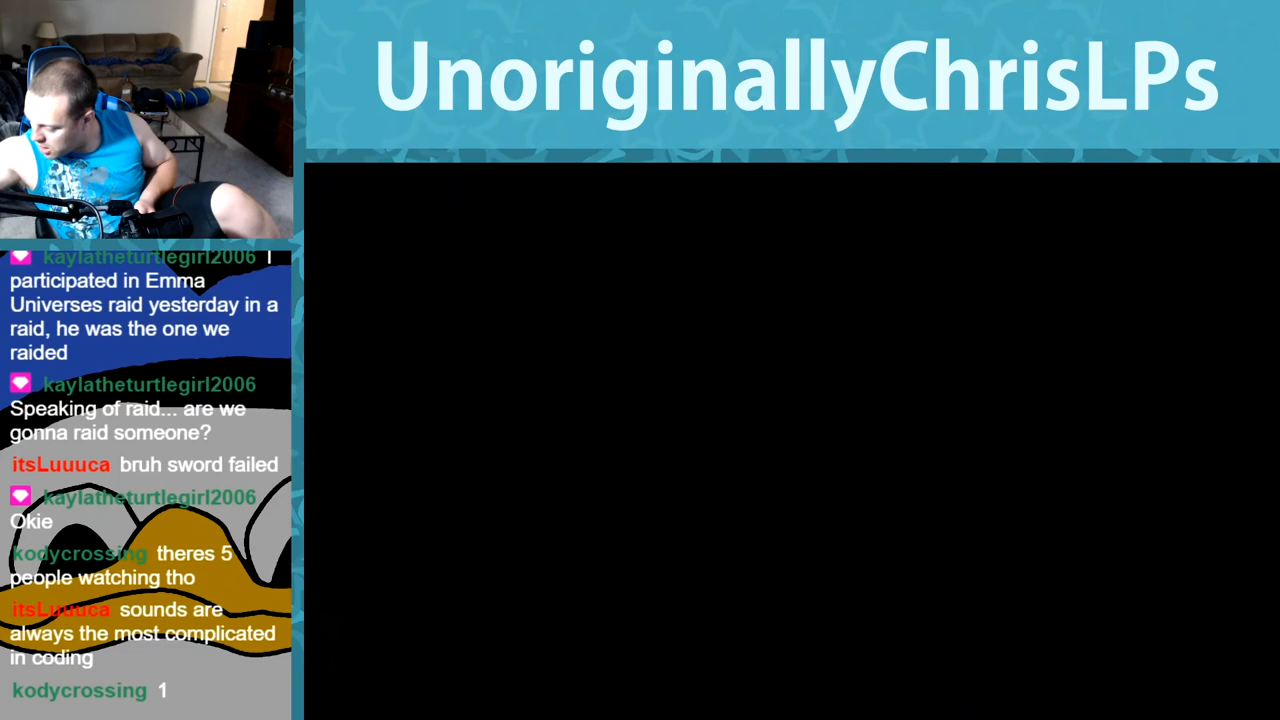 UnoriginallyChrisLPs
kaylatheturtlegirl2006 I
participated in Emma
Universes raid yesterday in a
raid, he was the one we
raided
kaylatheturtlegirl2006
Speaking of raid... are we
gonna raid someone?
itsLuuuca bruh sword failed
kaylatheturtlegirl2006
Okie
kodycrossing theres 5
people watching tho
itsLuuuca sounds are
always the most complicated
in coding
kodycrossing 1